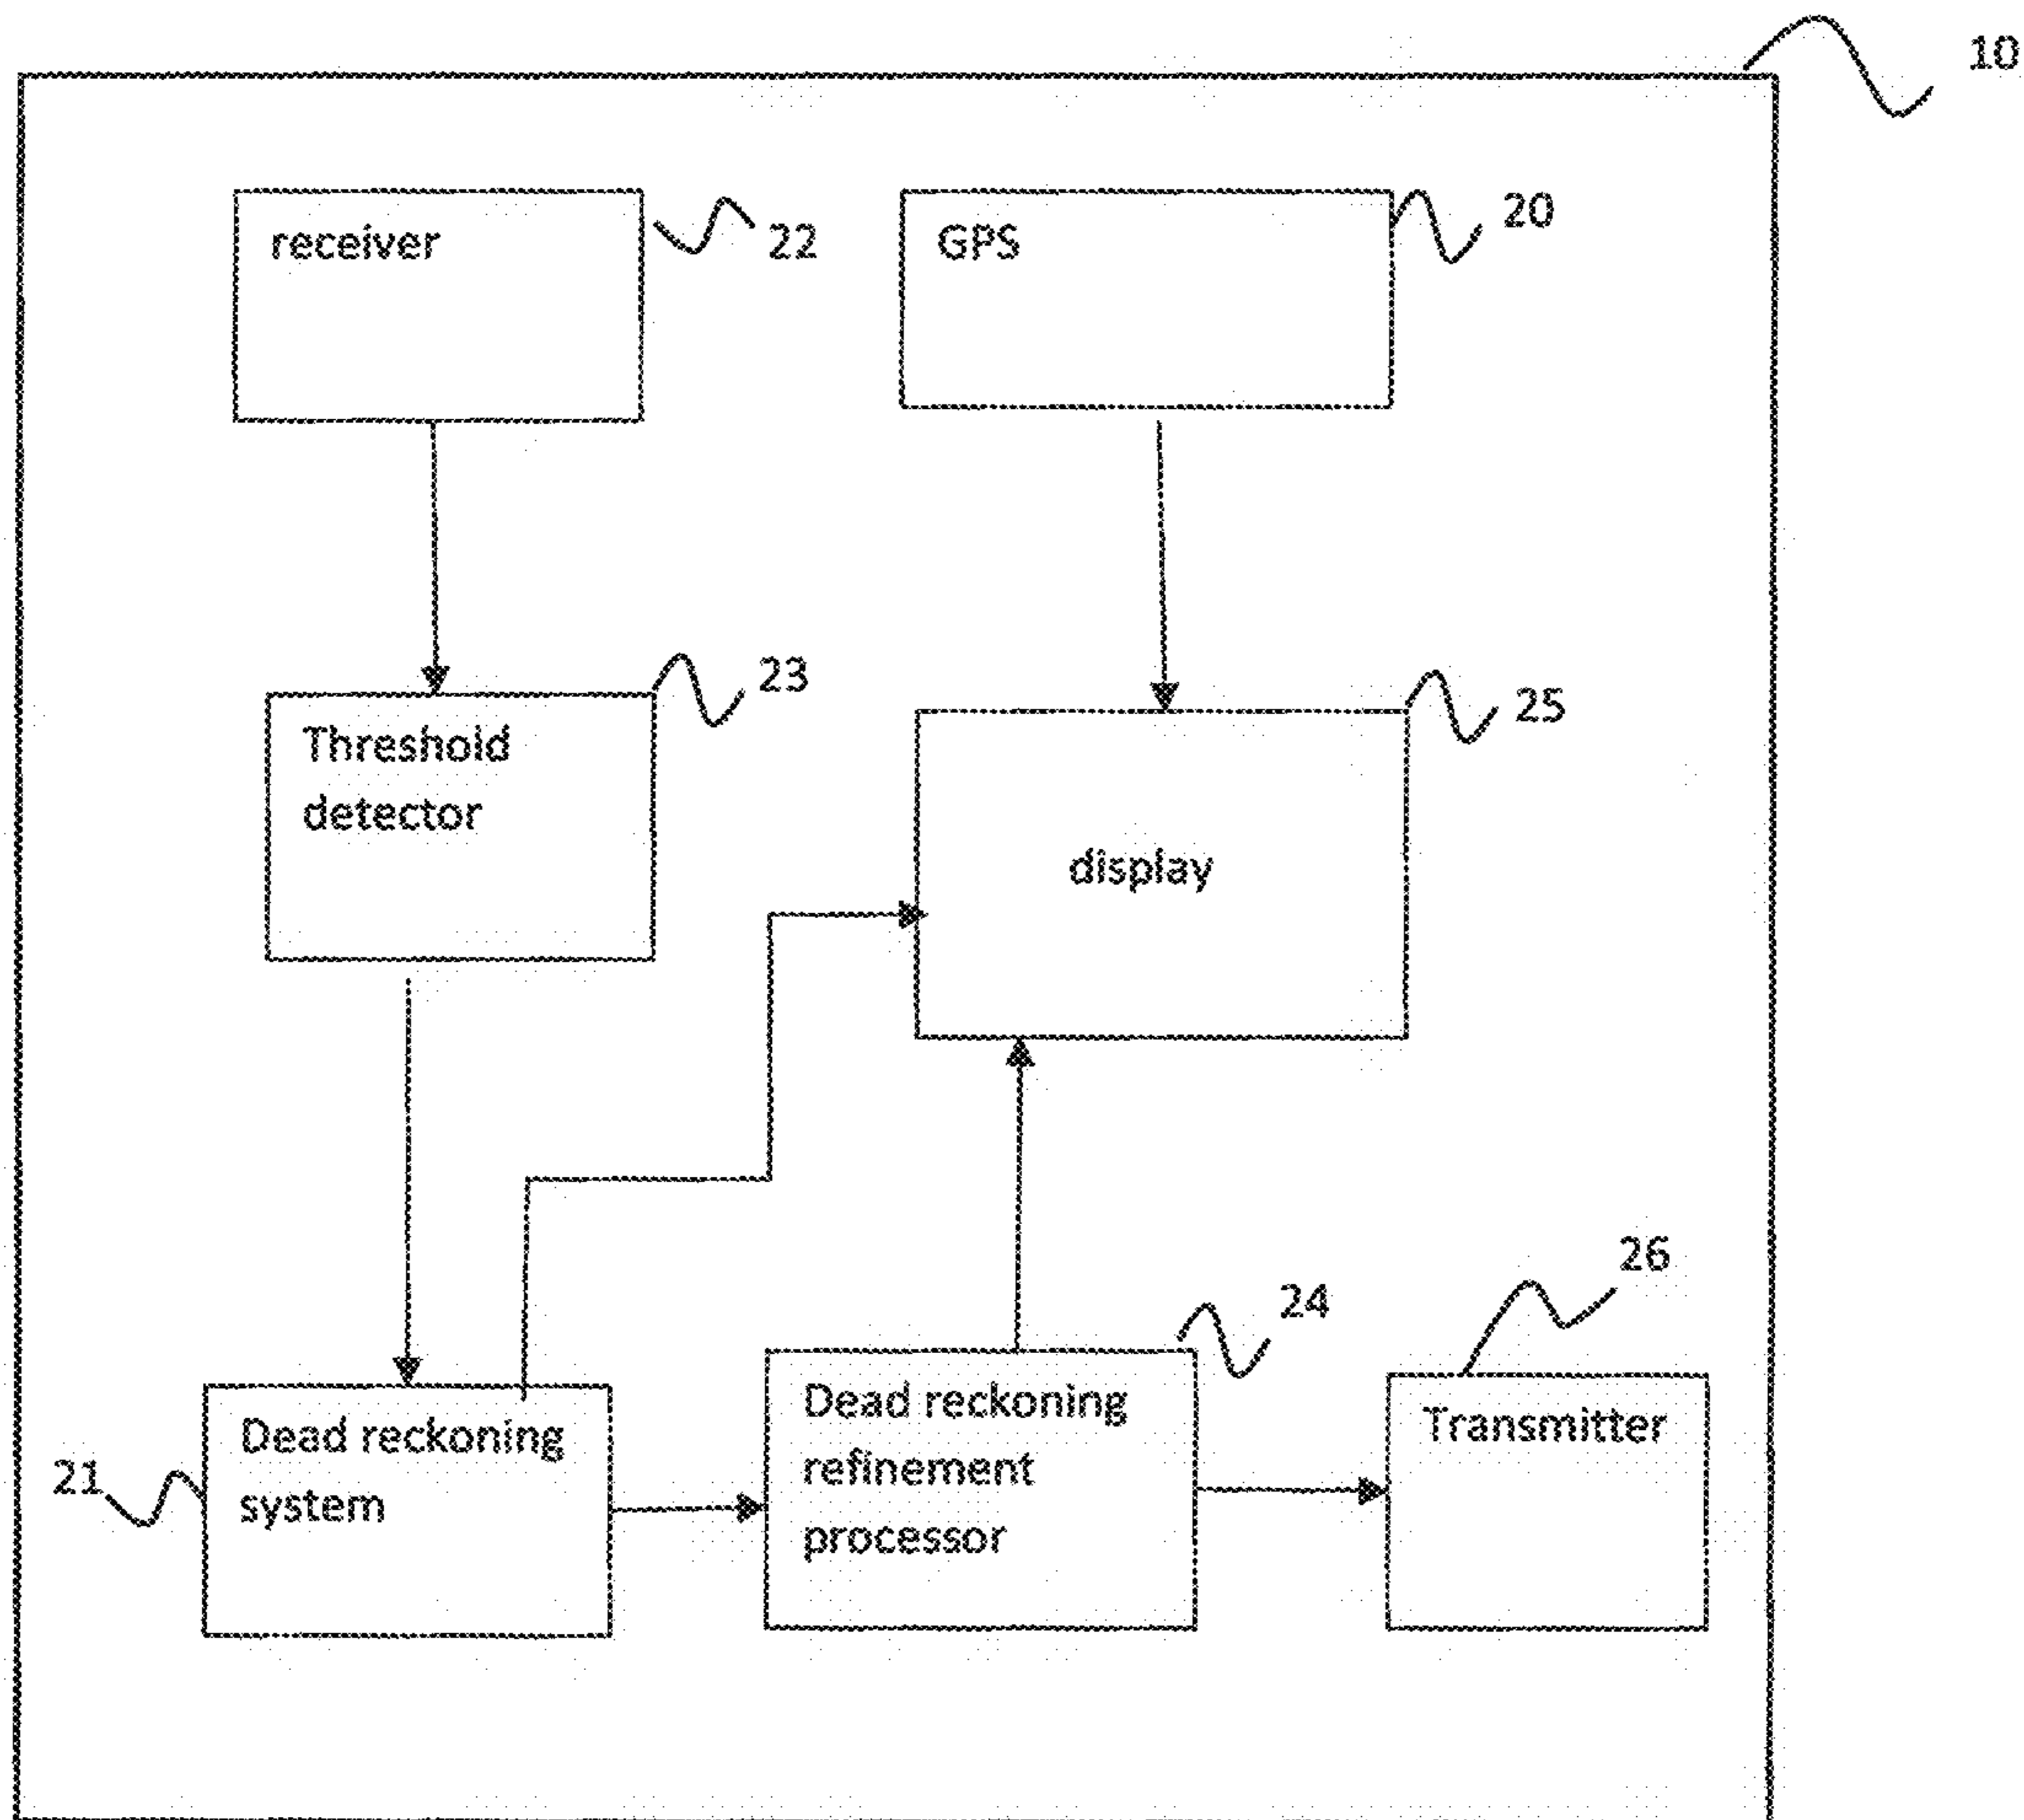 10
receiver
22
GPS
20
Threshold
detector
23
display
25
Dead reckoning
system
21
Dead reckoning
refinement
processor
24
Transmitter
26